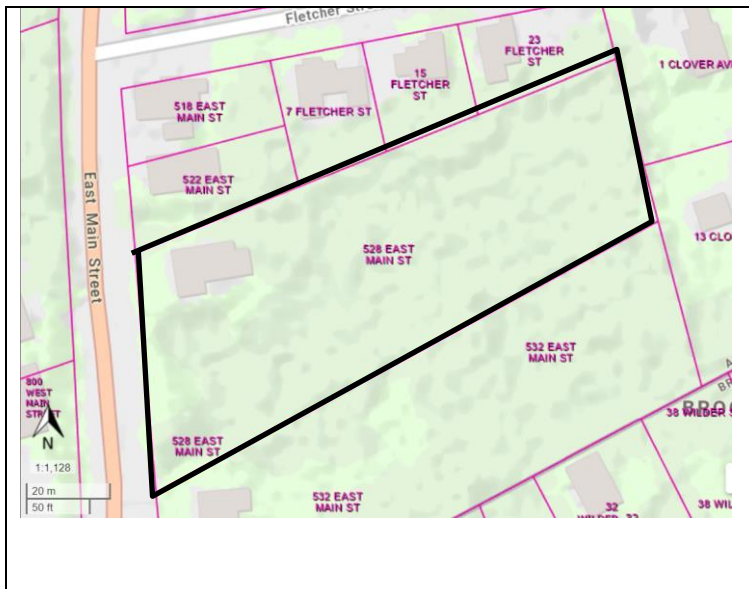 Fletcher
23
FLETCHER
ST
1 CLOVER AV
15
FLETCHER
ST
518 EAST
MAIN ST
7 FLETCHER ST
522 EAST
MAIN ST
East Main Street
528 EAST
MAIN ST
13 CLO
532 EAST
MAIN ST
800
WEST
MAIN
STREET
38 WILDER S
528 EAST
MAIN ST
N
1:1,128
20 m
50 ft
532 EAST
MAIN ST
32
38 WIL